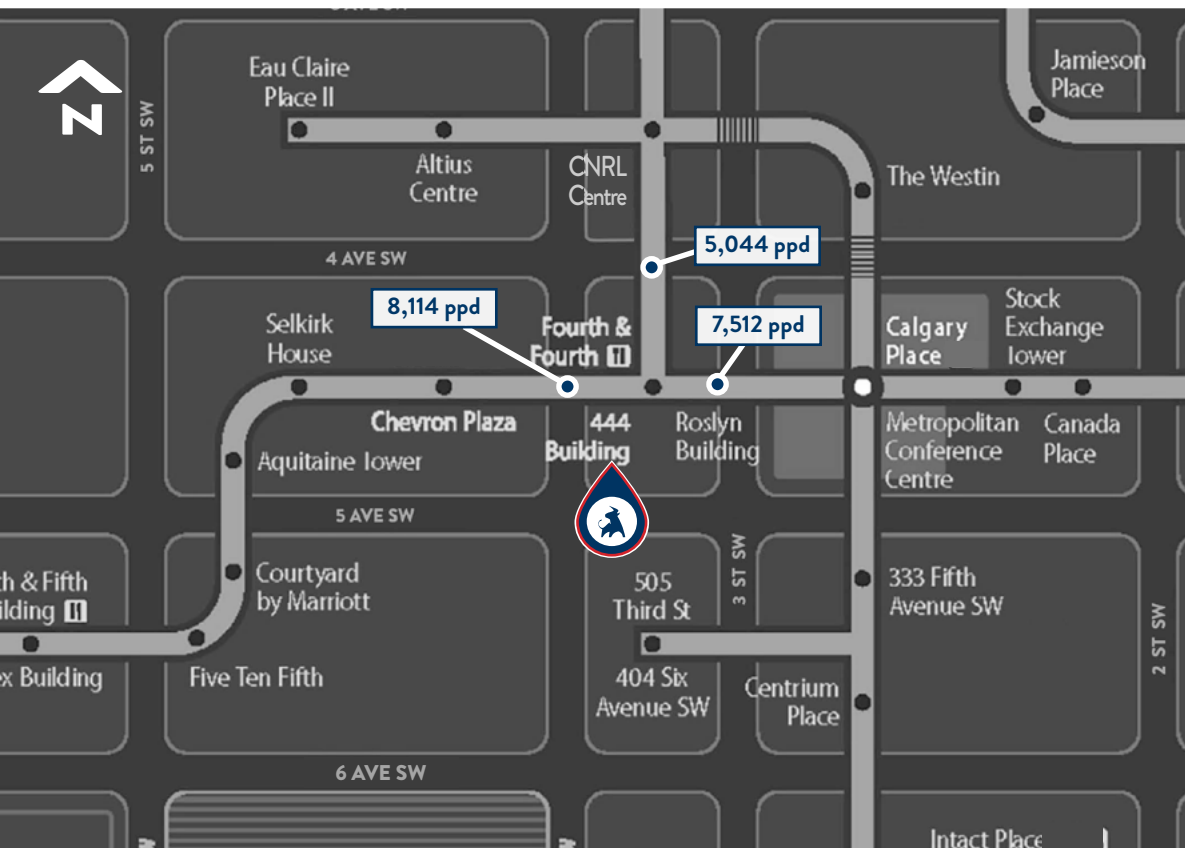 Eau Claire
Place II
Jamieson
Place
N
5 ST SW
Altius
Centre
CNRL
Centre
The Westin
5,044 ppd
4 AVE SW
8,114 ppd
7,512 ppd
Selkirk
House
Fourth &
Fourth
Calgary
Place
Stock
Exchange
Tower
Chevron Plaza
444
Building
Roslyn
Building
Metropolitan
Conference
Centre
Canada
Place
Aquitaine Tower
5 AVE SW
3 ST SW
h & Fifth
ilding
Courtyard
by Marriott
505
Third St
333 Fifth
Avenue SW
2 ST SW
x Building
Five Ten Fifth
404 Six
Avenue SW
Centrium
Place
6 AVE SW
Intact Place